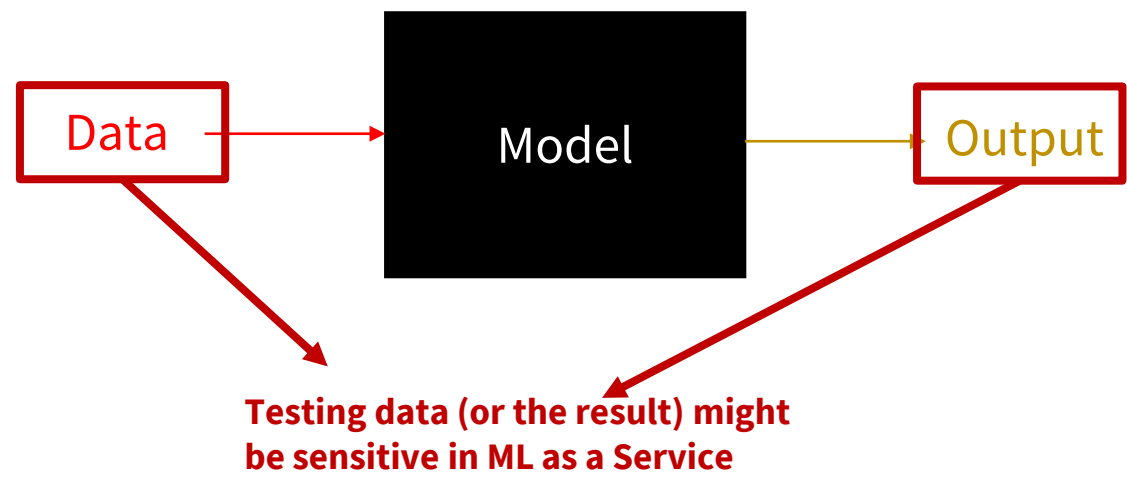 Data
Model
Output
Testing data (or the result) might
be sensitive in ML as a Service